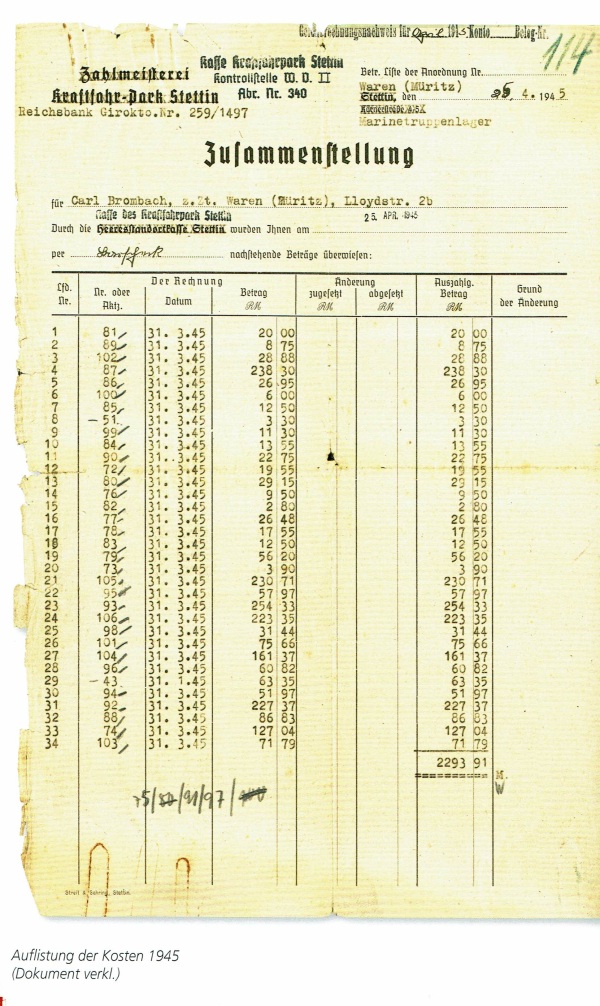 für April 1945 Konto Beleg-Nr.
114
Zahlmeisterei
Kraftfahr-Park Stettin
Reichsbank Girokto.Nr. 259/1497
Kasse Kraftfahrpark Stettin
Kontrollstelle W. D. II
Abr. Nr. 340
Betr. Liste der Anordnung Nr.
Waren (Müritz)
Stettin, den 25. 4. 1945
Marinetruppenlager
Zusammenstellung
für Carl Brombach, z.Zt. Waren (Müritz), Lloydstr. 2b
Kasse des Kraftfahrpark Stettin
25. APR. 1945
Durch die Heeresstandortkasse Stettin wurden Ihnen am
per nachstehende Beträge überwiesen:
Lfd. Nr. Der Rechnung Nr. oder Aktz. Datum Betrag RM Änderung zugesetzt RM abgesetzt RM Auszahlg. Betrag RM Grund der Änderung
1 81 31. 3.45 20 00 20 00
2 89 31. 3.45 8 75 8 75
3 102 31. 3.45 28 88 28 88
4 87 31. 3.45 238 30 238 30
5 86 31. 3.45 26 95 26 95
6 100 31. 3.45 6 00 6 00
7 85 31. 3.45 12 50 12 50
8 51 31. 3.45 3 30 3 30
9 99 31. 3.45 11 30 11 30
10 84 31. 3.45 13 55 13 55
11 90 31. 3.45 22 75 22 75
12 72 31. 3.45 19 55 19 55
13 80 31. 3.45 29 15 29 15
14 76 31. 3.45 9 50 9 50
15 82 31. 3.45 2 80 2 80
16 77 31. 3.45 26 48 26 48
17 78 31. 3.45 17 55 17 55
18 83 31. 3.45 12 50 12 50
19 79 31. 3.45 56 20 56 20
20 73 31. 3.45 3 90 3 90
21 105 31. 3.45 230 71 230 71
22 95 31. 3.45 57 97 57 97
23 93 31. 3.45 254 33 254 33
24 106 31. 3.45 223 35 223 35
25 98 31. 3.45 31 44 31 44
26 101 31. 3.45 75 66 75 66
27 104 31. 3.45 161 37 161 37
28 96 31. 3.45 60 82 60 82
29 43 31. 1.45 63 35 63 35
30 94 31. 3.45 51 97 51 97
31 92 31. 3.45 227 37 227 37
32 88 31. 3.45 86 83 86 83
33 74 31. 3.45 127 04 127 04
34 103 31. 3.45 71 79 71 79
2293 91
Auflistung der Kosten 1945
(Dokument verkl.)